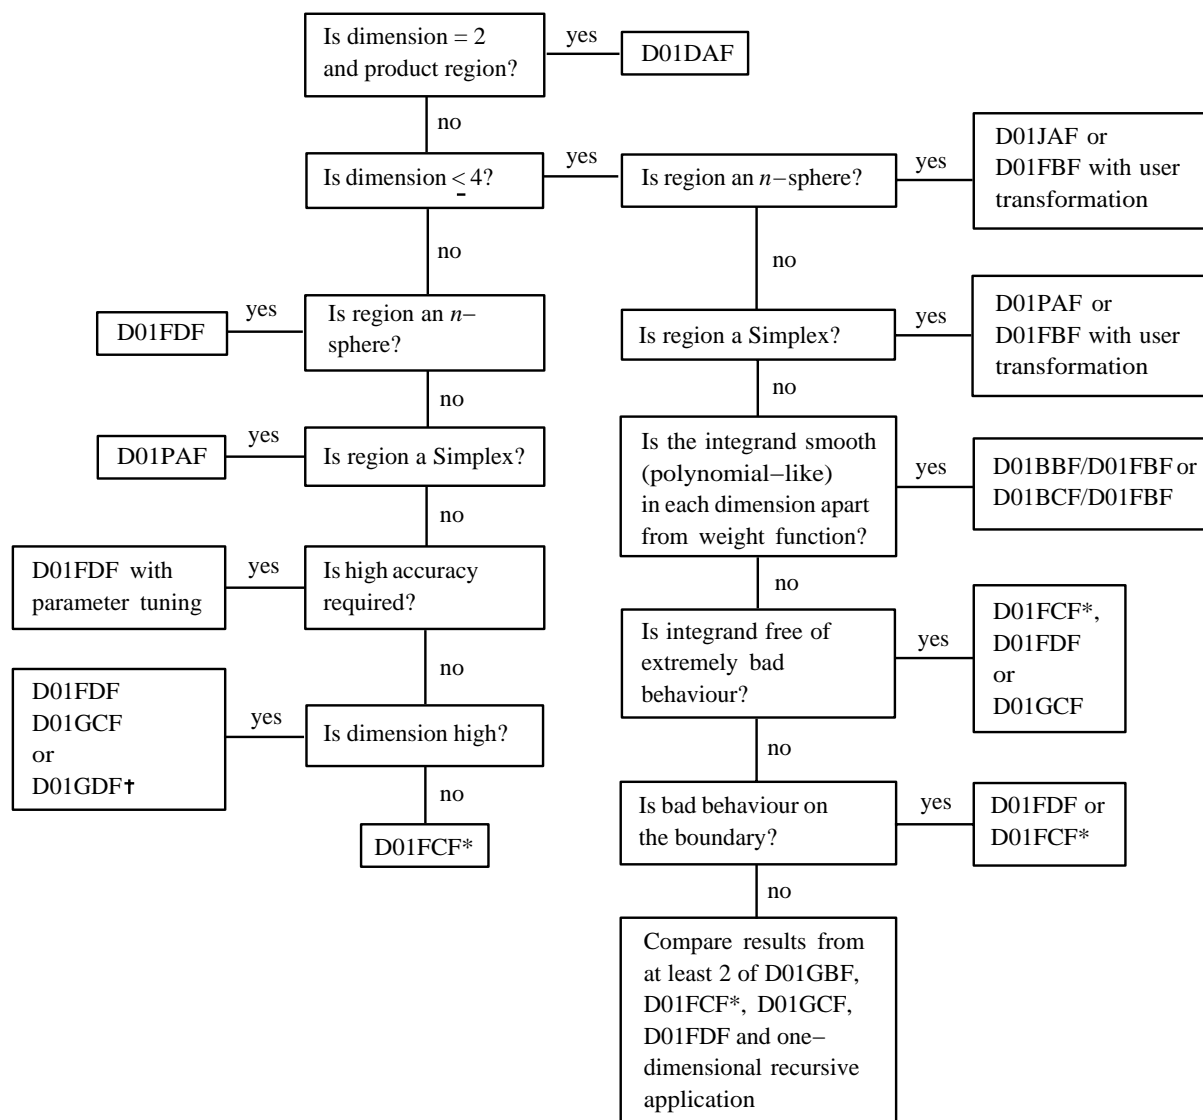 Is dimension = 2
and product region?
yes
D01DAF
no
Is dimension ≤ 4?
yes
Is region an n–sphere?
yes
D01JAF or
D01FBF with user
transformation
no
no
D01FDF
yes
Is region an n–
sphere?
Is region a Simplex?
yes
D01PAF or
D01FBF with user
transformation
no
no
D01PAF
yes
Is region a Simplex?
Is the integrand smooth
(polynomial–like)
in each dimension apart
from weight function?
yes
D01BBF/D01FBF or
D01BCF/D01FBF
no
no
D01FDF with
parameter tuning
yes
Is high accuracy
required?
Is integrand free of
extremely bad
behaviour?
yes
D01FCF*,
D01FDF
or
D01GCF
no
no
D01FDF
D01GCF
or
D01GDF†
yes
Is dimension high?
Is bad behaviour on
the boundary?
yes
D01FDF or
D01FCF*
no
D01FCF*
no
Compare results from
at least 2 of D01GBF,
D01FCF*, D01GCF,
D01FDF and one–
dimensional recursive
application